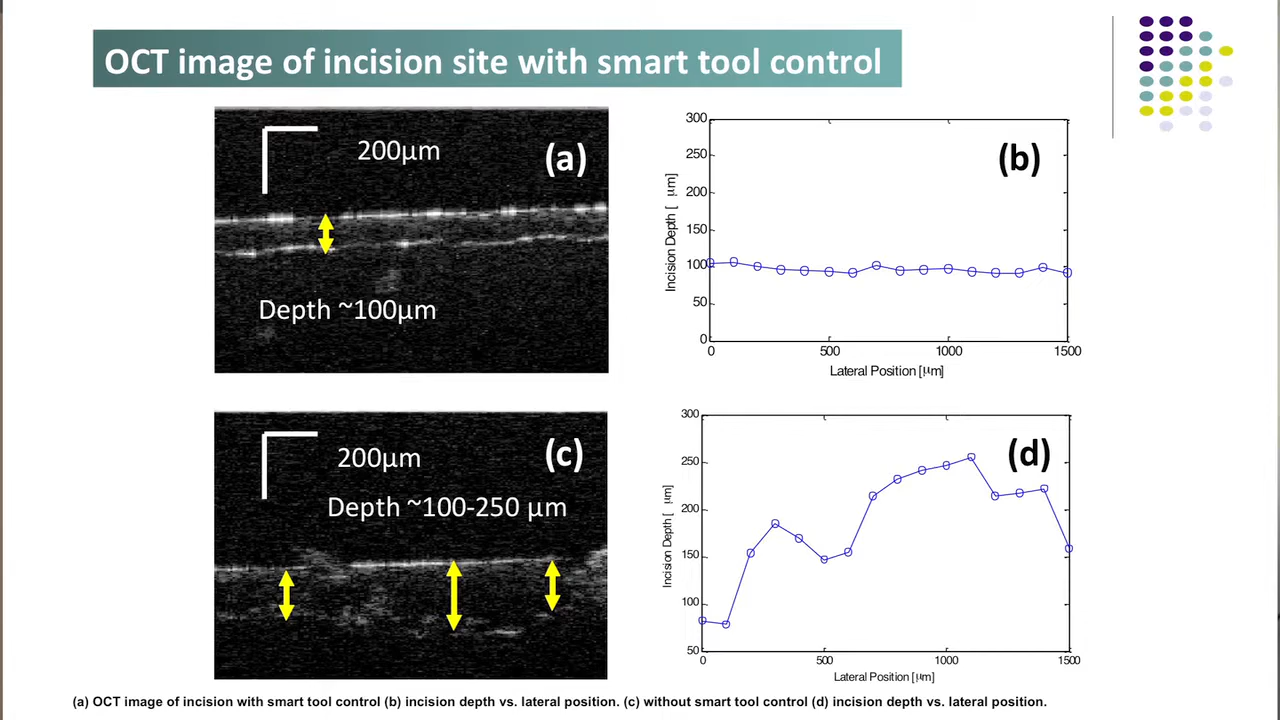 OCT image of incision site with smart tool control
200μm
(a)
Depth ~100μm
(b)
300
250
200
150
100
50
0
Incision Depth [ μm]
0 500 1000 1500
Lateral Position [μm]
200μm
(c)
Depth ~100-250 μm
(d)
300
250
200
150
100
50
Incision Depth [ μm]
0 500 1000 1500
Lateral Position [μm]
(a) OCT image of incision with smart tool control (b) incision depth vs. lateral position. (c) without smart tool control (d) incision depth vs. lateral position.